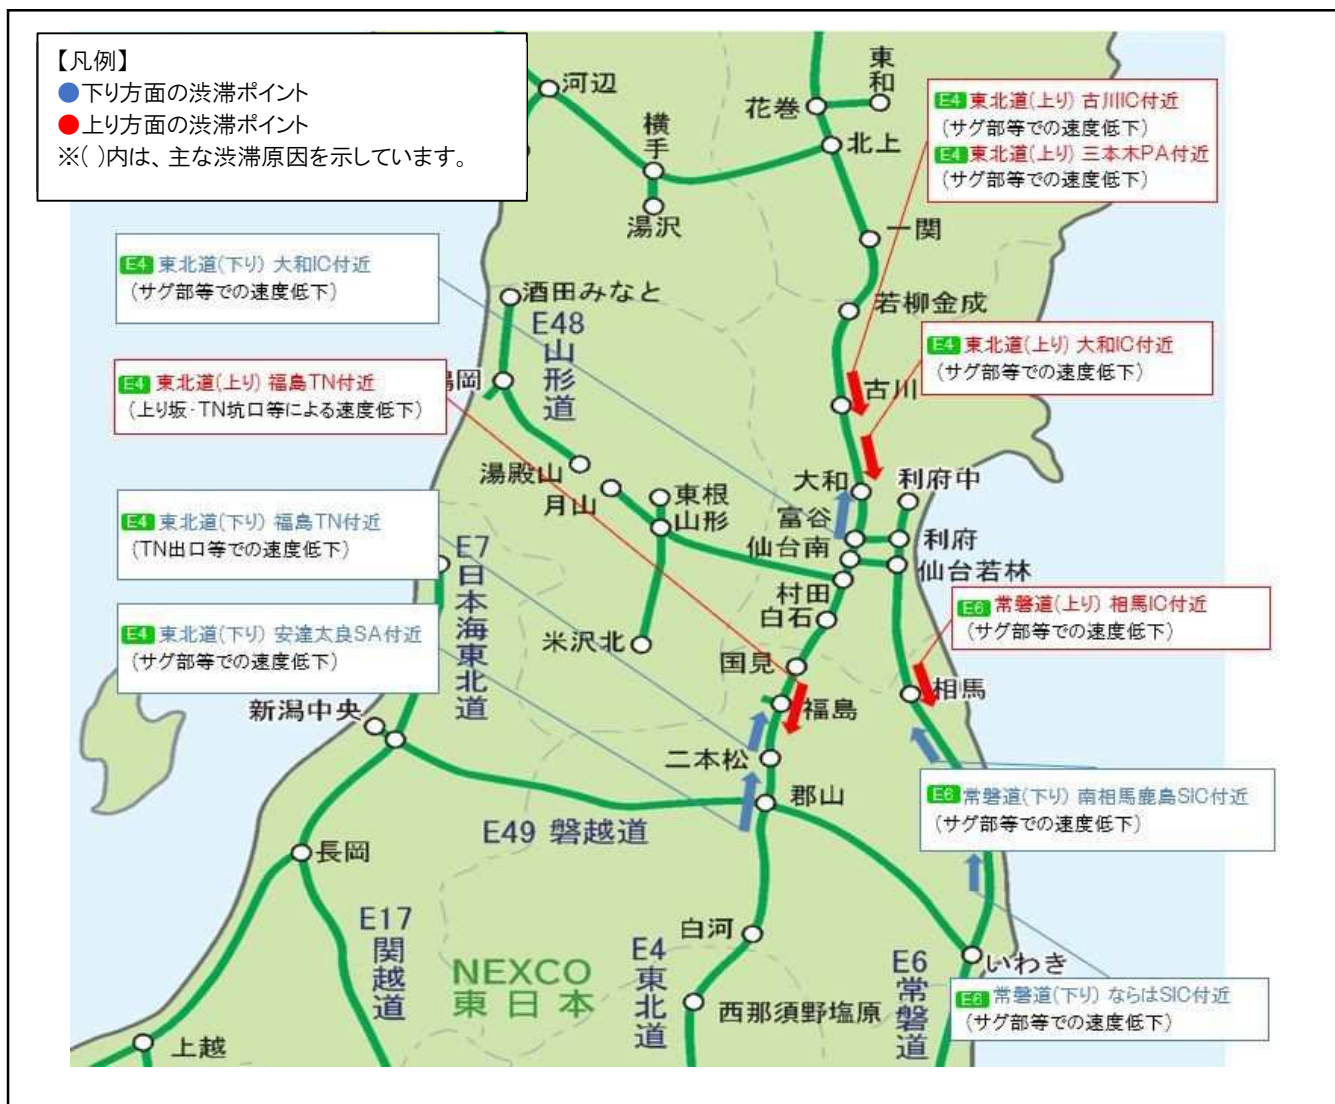 【凡例】
●下り方面の渋滞ポイント
●上り方面の渋滞ポイント
※( )内は、主な渋滞原因を示しています。
河辺
横手
湯沢
東和
花巻
北上
一関
若柳金成
E4 東北道(上り) 古川IC付近
(サグ部等での速度低下)
E4 東北道(上り) 三本木PA付近
(サグ部等での速度低下)
E4 東北道(下り) 大和IC付近
(サグ部等での速度低下)
酒田みなと
E48
山形道
E4 東北道(上り) 大和IC付近
(サグ部等での速度低下)
E4 東北道(上り) 福島TN付近
(上り坂・TN坑口等による速度低下)
鶴岡
古川
湯殿山
月山
東根
山形
大和
富谷
仙台南
利府中
利府
仙台若林
E4 東北道(下り) 福島TN付近
(TN出口等での速度低下)
E7
日本海東北道
村田
白石
E6 常磐道(上り) 相馬IC付近
(サグ部等での速度低下)
E4 東北道(下り) 安達太良SA付近
(サグ部等での速度低下)
米沢北
国見
福島
相馬
新潟中央
二本松
郡山
E6 常磐道(下り) 南相馬鹿島SIC付近
(サグ部等での速度低下)
E49 磐越道
長岡
E17
関越道
NEXCO
東日本
白河
E4
東北道
西那須野塩原
E6
常磐道
いわき
E6 常磐道(下り) ならはSIC付近
(サグ部等での速度低下)
上越